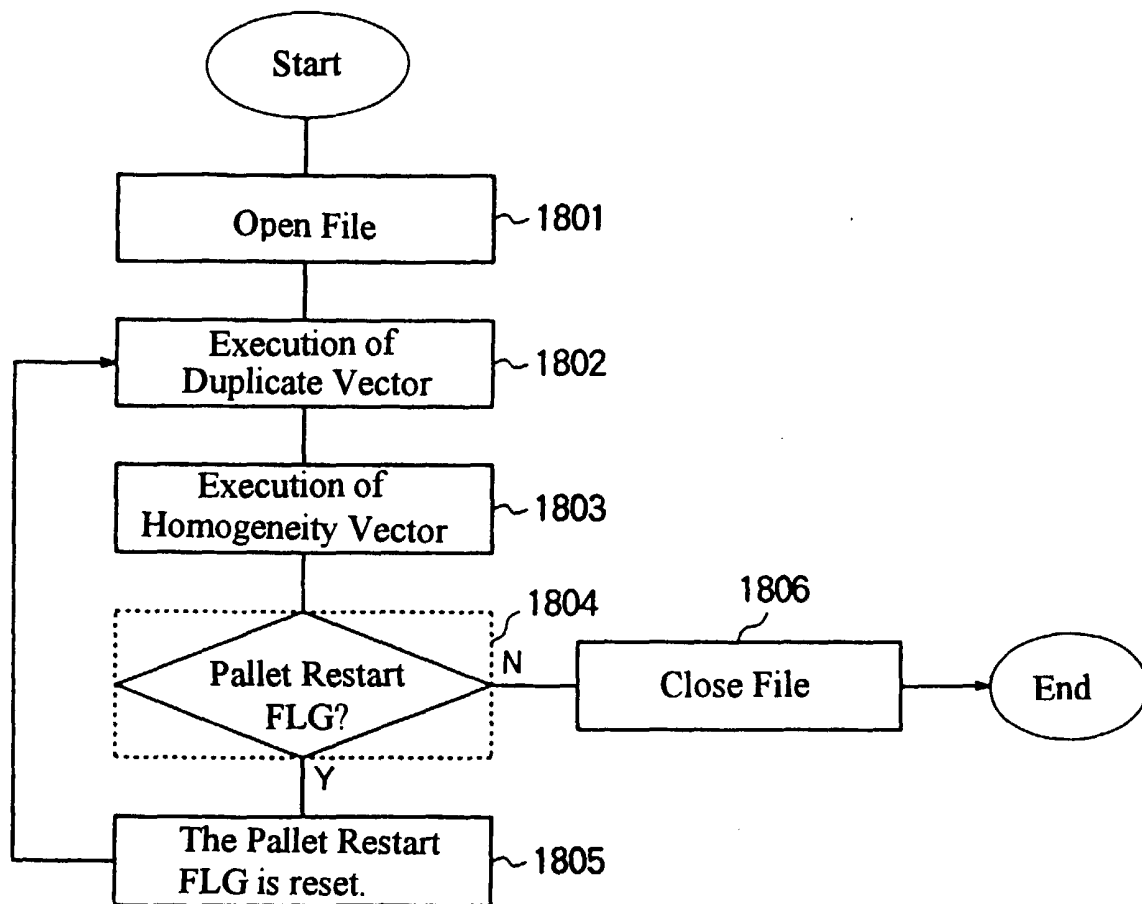 Start
Open File
1801
Execution of
Duplicate Vector
1802
Execution of
Homogeneity Vector
1803
1804
Pallet Restart
FLG?
N
Y
1806
Close File
End
The Pallet Restart
FLG is reset.
1805